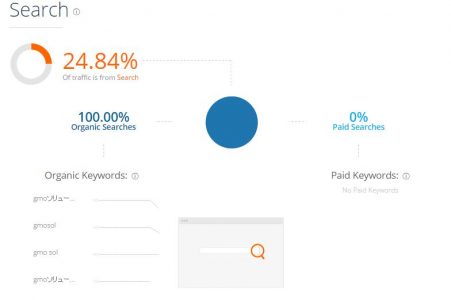 Search
24.84%
Of traffic is from Search
100.00%
Organic Searches
0%
Paid Searches
Organic Keywords:
Paid Keywords:
No Paid Keywords
gmoソリュー...
gmosol
gmo sol
gmoソリュー...